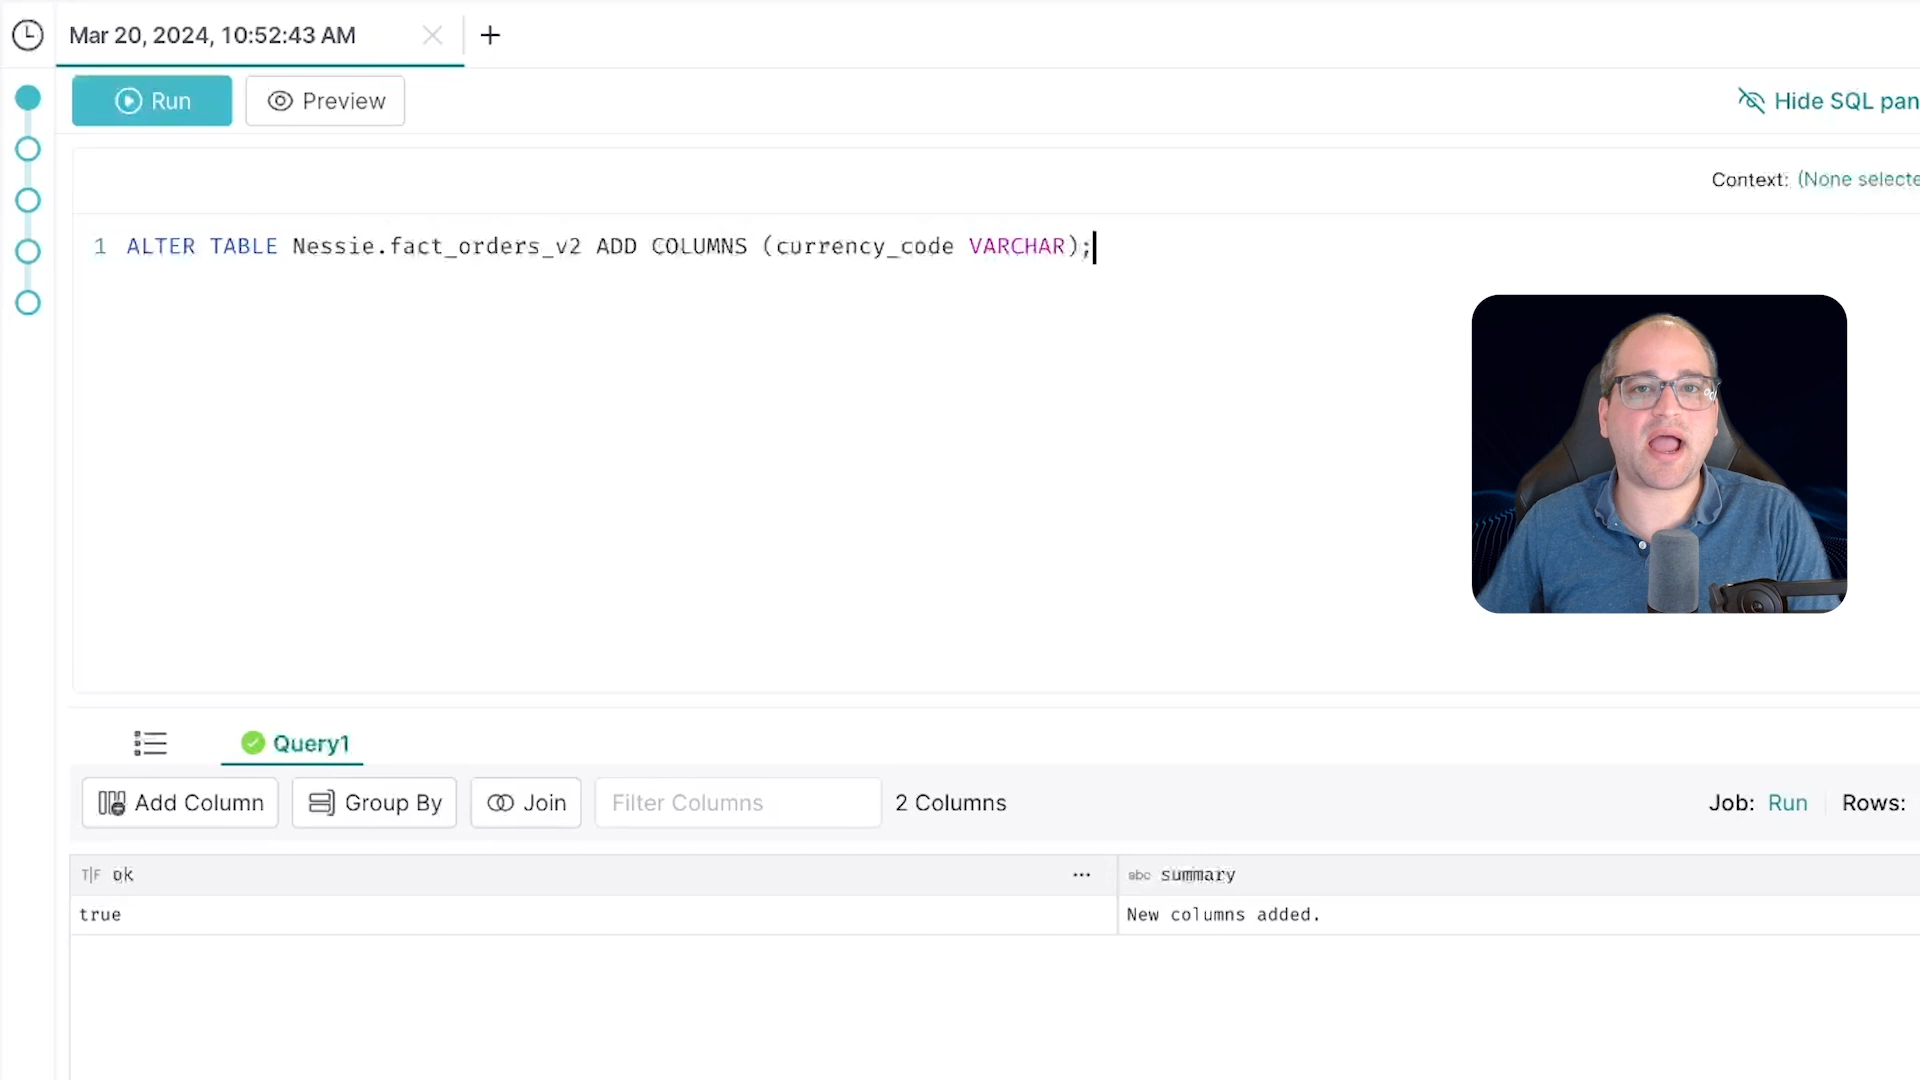 Mar 20, 2024, 10:52:43 AM
Run
Preview
Hide SQL pan
Context: (None selecte
1 ALTER TABLE Nessie.fact_orders_v2 ADD COLUMNS (currency_code VARCHAR);
Query1
Add Column
Group By
Join
Filter Columns
2 Columns
Job: Run
Rows:
T|F ok
...
abc summary
true
New columns added.